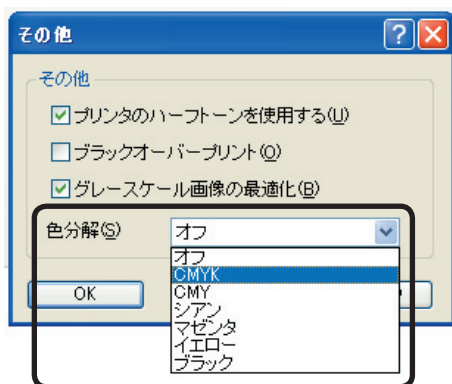 その他
その他
プリンタのハーフトーンを使用する(U)
ブラックオーバープリント(O)
グレースケール画像の最適化(B)
色分解(S)
オフ
オフ
CMYK
CMY
シアン
マゼンタ
イエロー
ブラック
OK